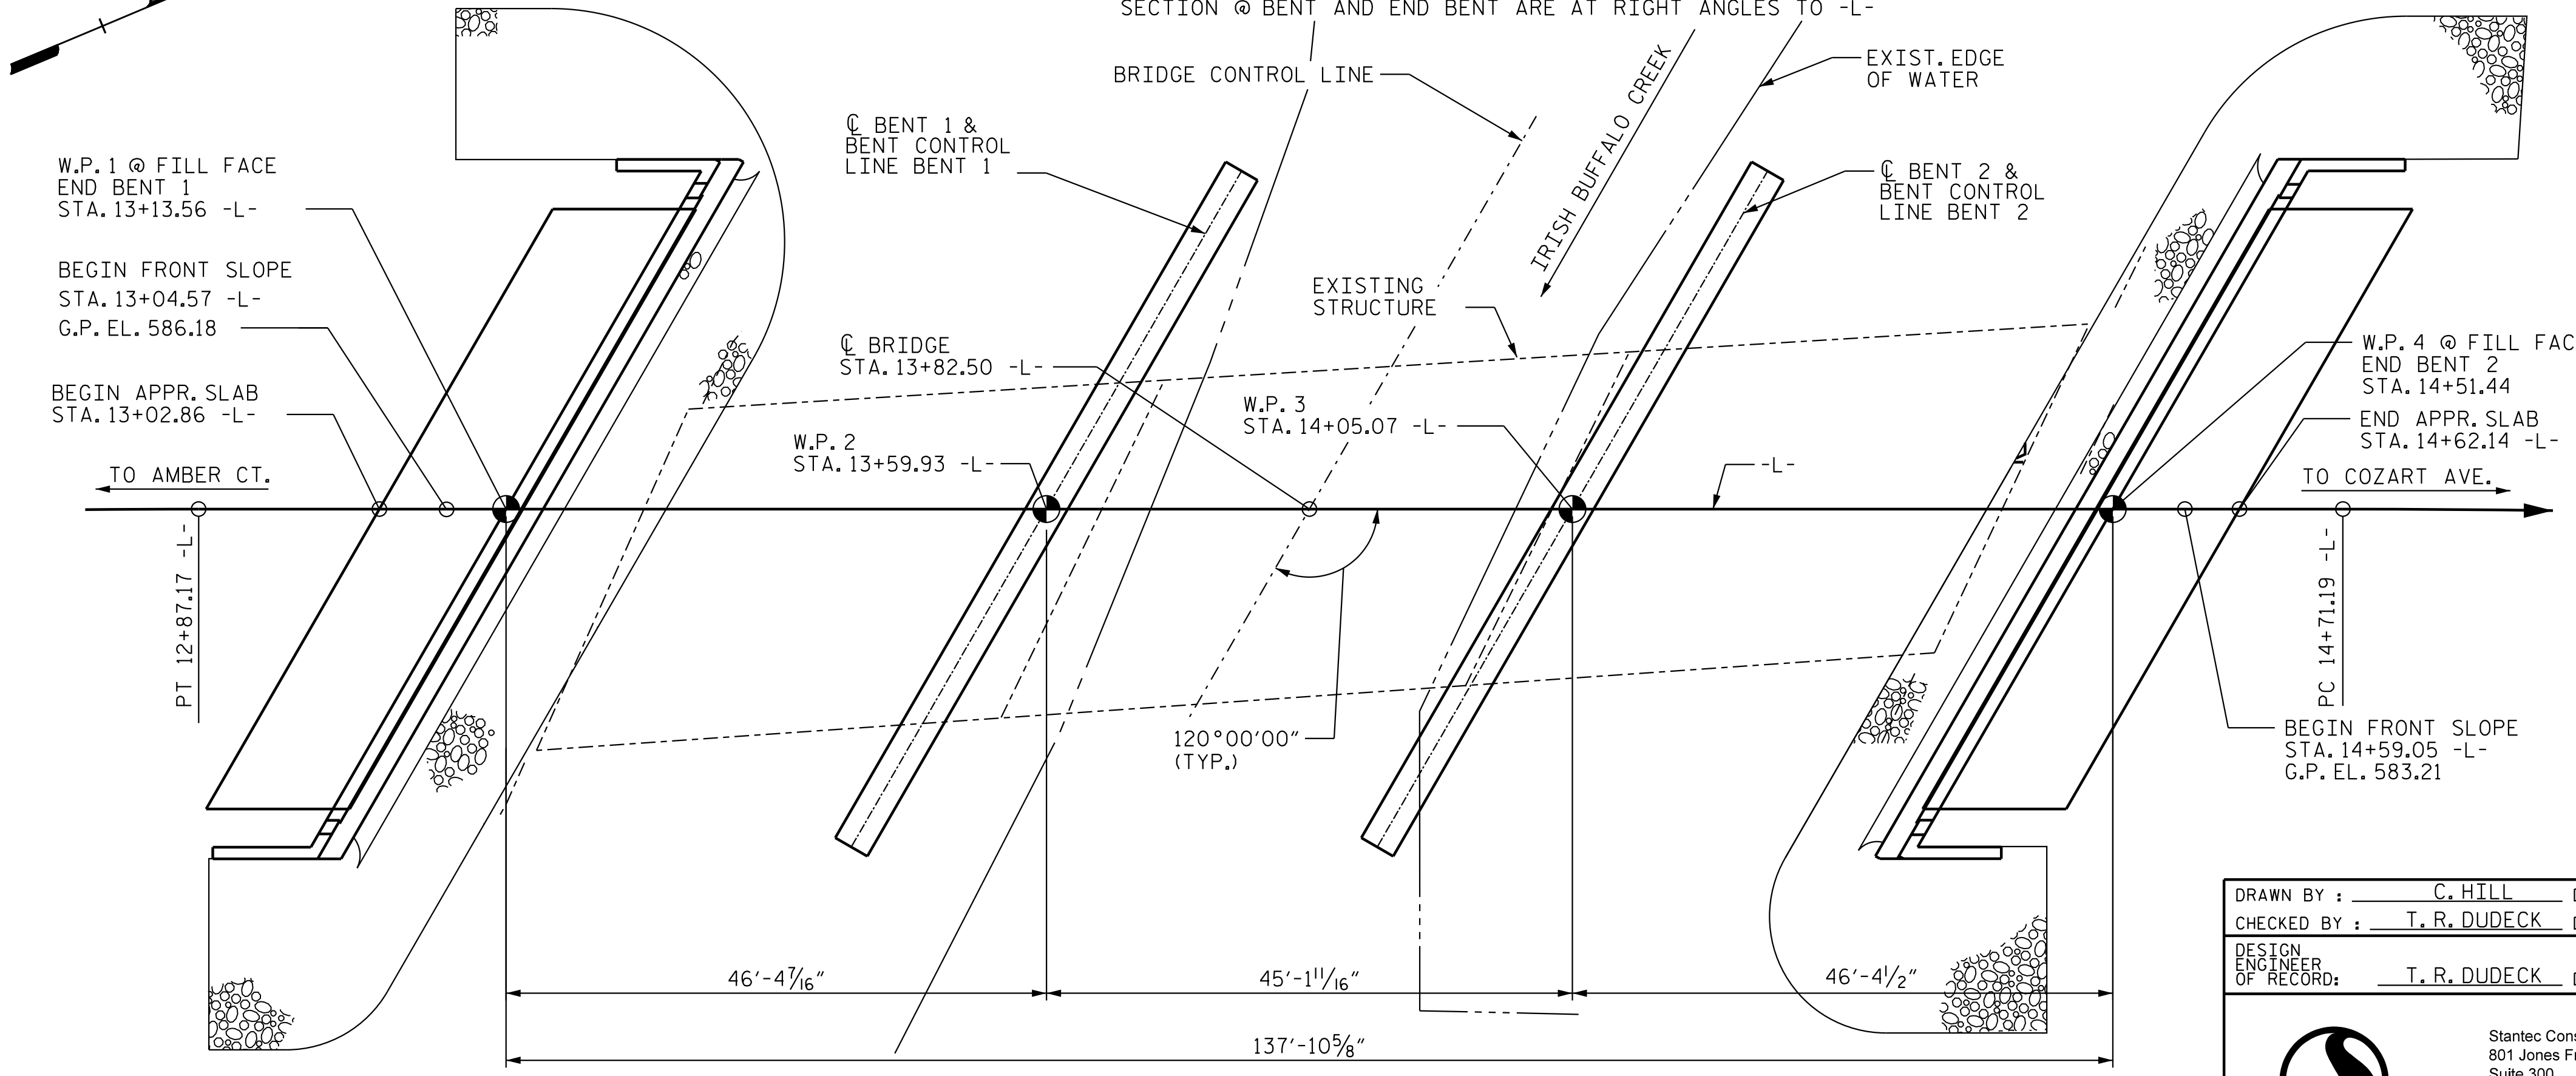 SECTION @ BENT AND END BENT ARE AT RIGHT ANGLES TO -L-
BRIDGE CONTROL LINE
EXIST. EDGE
OF WATER
IRISH BUFFALO CREEK
℄ BENT 1 &
BENT CONTROL
LINE BENT 1
W.P. 1 @ FILL FACE
END BENT 1
STA. 13+13.56 -L-
℄ BENT 2 &
BENT CONTROL
LINE BENT 2
BEGIN FRONT SLOPE
STA. 13+04.57 -L-
G.P. EL. 586.18
EXISTING
STRUCTURE
℄ BRIDGE
STA. 13+82.50 -L-
W.P. 4 @ FILL FAC
END BENT 2
STA. 14+51.44
BEGIN APPR. SLAB
STA. 13+02.86 -L-
W.P. 3
STA. 14+05.07 -L-
END APPR. SLAB
STA. 14+62.14 -L-
W.P. 2
STA. 13+59.93 -L-
-L-
TO AMBER CT.
TO COZART AVE.
PT 12+87.17 -L-
PC 14+71.19 -L-
120°00'00"
(TYP.)
BEGIN FRONT SLOPE
STA. 14+59.05 -L-
G.P. EL. 583.21
46'-4 7/16"
45'-1 11/16"
46'-4 1/2"
137'-10 5/8"
DRAWN BY : C. HILL
CHECKED BY : T. R. DUDECK
DESIGN
ENGINEER
OF RECORD: T. R. DUDECK
Stantec Cons
801 Jones Fr
Suite 300